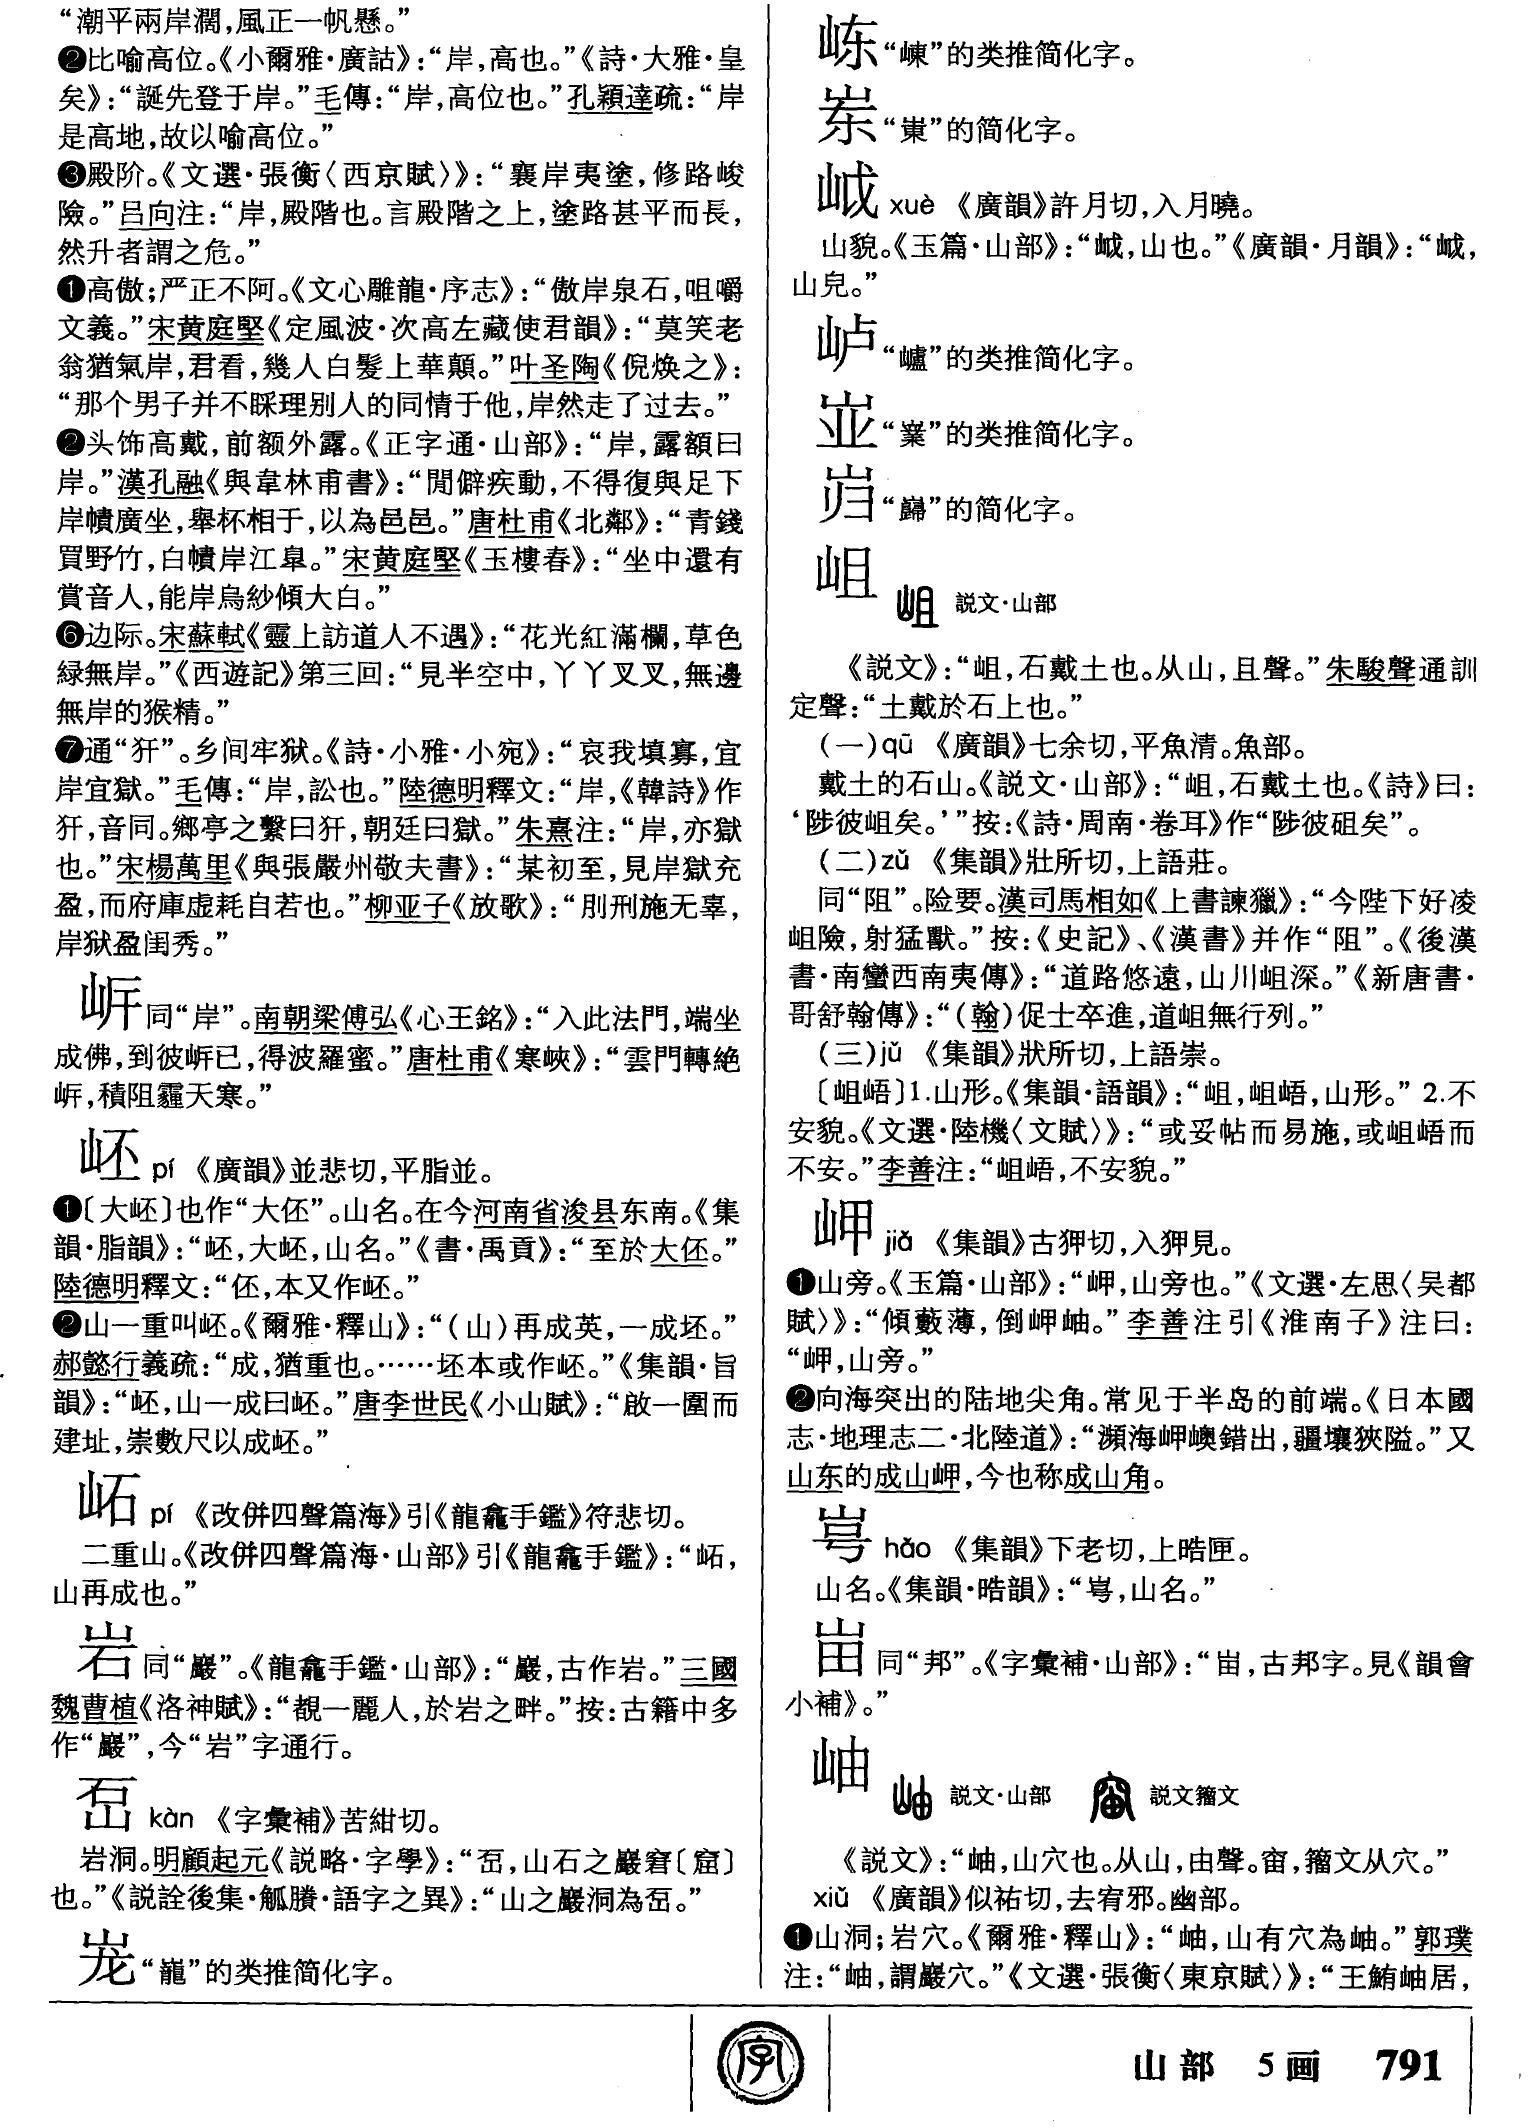 “潮平兩岸濶，風正一帆懸。”
❷比喻高位。《小爾雅·廣詁》：“岸，高也。”《詩·大雅·皇
矣》：“誕先登于岸。”毛傳：“岸，高位也。”孔穎達疏：“岸
是高地，故以喻高位。”
❸殿阶。《文選·張衡〈西京賦〉》：“襄岸夷塗，修路峻
險。”吕向注：“岸，殿階也。言殿階之上，塗路甚平而長，
然升者謂之危。”
❶高傲；严正不阿。《文心雕龍·序志》：“傲岸泉石，咀嚼
文義。”宋黄庭堅《定風波·次高左藏使君韻》：“莫笑老
翁猶氣岸，君看，幾人白髮上華顛。”叶圣陶《倪焕之》：
“那个男子并不睬理别人的同情于他，岸然走了过去。”
❷头饰高戴，前额外露。《正字通·山部》：“岸，露額曰
岸。”漢孔融《與韋林甫書》：“閒僻疾動，不得復與足下
岸幘廣坐，舉杯相于，以為邑邑。”唐杜甫《北鄰》：“青錢
買野竹，白幘岸江皋。”宋黄庭堅《玉樓春》：“坐中還有
賞音人，能岸烏紗傾大白。”
❻边际。宋蘇軾《靈上訪道人不遇》：“花光紅滿欄，草色
緑無岸。”《西遊記》第三回：“見半空中，丫丫叉叉，無邊
無岸的猴精。”
❼通“犴”。乡间牢狱。《詩·小雅·小宛》：“哀我填寡，宜
岸宜獄。”毛傳：“岸，訟也。”陸德明釋文：“岸，《韓詩》作
犴，音同。鄉亭之繫曰犴，朝廷曰獄。”朱熹注：“岸，亦獄
也。”宋楊萬里《與張嚴州敬夫書》：“某初至，見岸獄充
盈，而府庫虚耗自若也。”柳亚子《放歌》：“刖刑施无辜，
岸狱盈闺秀。”
㟁同“岸”。南朝梁傅弘《心王銘》：“入此法門，端坐
成佛，到彼㟁已，得波羅蜜。”唐杜甫《寒峽》：“雲門轉絶
㟁，積阻霾天寒。”
岯 pí 《廣韻》並悲切，平脂並。
❶〔大岯〕也作“大伾”。山名。在今河南省浚县东南。《集
韻·脂韻》：“岯，大岯，山名。”《書·禹貢》：“至於大伾。”
陸德明釋文：“伾，本又作岯。”
❷山一重叫岯。《爾雅·釋山》：“（山）再成英，一成坯。”
郝懿行義疏：“成，猶重也。……坯本或作岯。”《集韻·旨
韻》：“岯，山一成曰岯。”唐李世民《小山賦》：“啟一圍而
建址，崇數尺以成岯。”
岮 pí 《改併四聲篇海》引《龍龕手鑑》符悲切。
二重山。《改併四聲篇海·山部》引《龍龕手鑑》：“岮，
山再成也。”
岩同“巖”。《龍龕手鑑·山部》：“巖，古作岩。”三國
魏曹植《洛神賦》：“覩一麗人，於岩之畔。”按：古籍中多
作“巖”，今“岩”字通行。
岙 kàn 《字彙補》苦紺切。
岩洞。明顧起元《説略·字學》：“屳，山石之巖窘〔窟〕
也。”《説詮後集·觚賸·語字之異》：“山之巖洞為屳。”
𪨧“巃”的类推简化字。
𫶇“崠”的类推简化字。
岽“崬”的简化字。
㞽 xuè 《廣韻》許月切，入月曉。
山貌。《玉篇·山部》：“㞽，山也。”《廣韻·月韻》：“㞽，
山皃。”
𫵷“嶇”的类推简化字。
𪨶“嶪”的类推简化字。
岿“巋”的简化字。
岨 説文·山部
《説文》：“岨，石戴土也。从山，且聲。”朱駿聲通訓
定聲：“土戴於石上也。”
（一）qū 《廣韻》七余切，平魚清。魚部。
戴土的石山。《説文·山部》：“岨，石戴土也。《詩》曰：
‘陟彼岨矣。’”按：《詩·周南·卷耳》作“陟彼砠矣”。
（二）zǔ 《集韻》壯所切，上語莊。
同“阻”。险要。漢司馬相如《上書諫獵》：“今陛下好凌
岨險，射猛獸。”按：《史記》、《漢書》并作“阻”。《後漢
書·南蠻西南夷傳》：“道路悠遠，山川岨深。”《新唐書·
哥舒翰傳》：“（翰）促士卒進，道岨無行列。”
（三）jǔ 《集韻》狀所切，上語崇。
〔岨峿〕1.山形。《集韻·語韻》：“岨，岨峿，山形。” 2.不
安貌。《文選·陸機〈文賦〉》：“或妥帖而易施，或岨峿而
不安。”李善注：“岨峿，不安貌。”
岬 jiǎ 《集韻》古狎切，入狎見。
❶山旁。《玉篇·山部》：“岬，山旁也。”《文選·左思〈吴都
賦〉》：“傾藪薄，倒岬岫。”李善注引《淮南子》注曰：
“岬，山旁。”
❷向海突出的陆地尖角。常见于半岛的前端。《日本國
志·地理志二·北陸道》：“瀕海岬嶴錯出，疆壤狹隘。”又
山东的成山岬，今也称成山角。
㞻 hǎo 《集韻》下老切，上晧匣。
山名。《集韻·晧韻》：“㞻，山名。”
峀同“邦”。《字彙補·山部》：“㞷，古邦字。見《韻會
小補》。”
岫 説文·山部 説文籀文
《説文》：“岫，山穴也。从山，由聲。宙，籀文从穴。”
xiǔ 《廣韻》似祐切，去宥邪。幽部。
❶山洞；岩穴。《爾雅·釋山》：“岫，山有穴為岫。”郭璞
注：“岫，謂巖穴。”《文選·張衡〈東京賦〉》：“王鮪岫居，
字
山部 5画 791